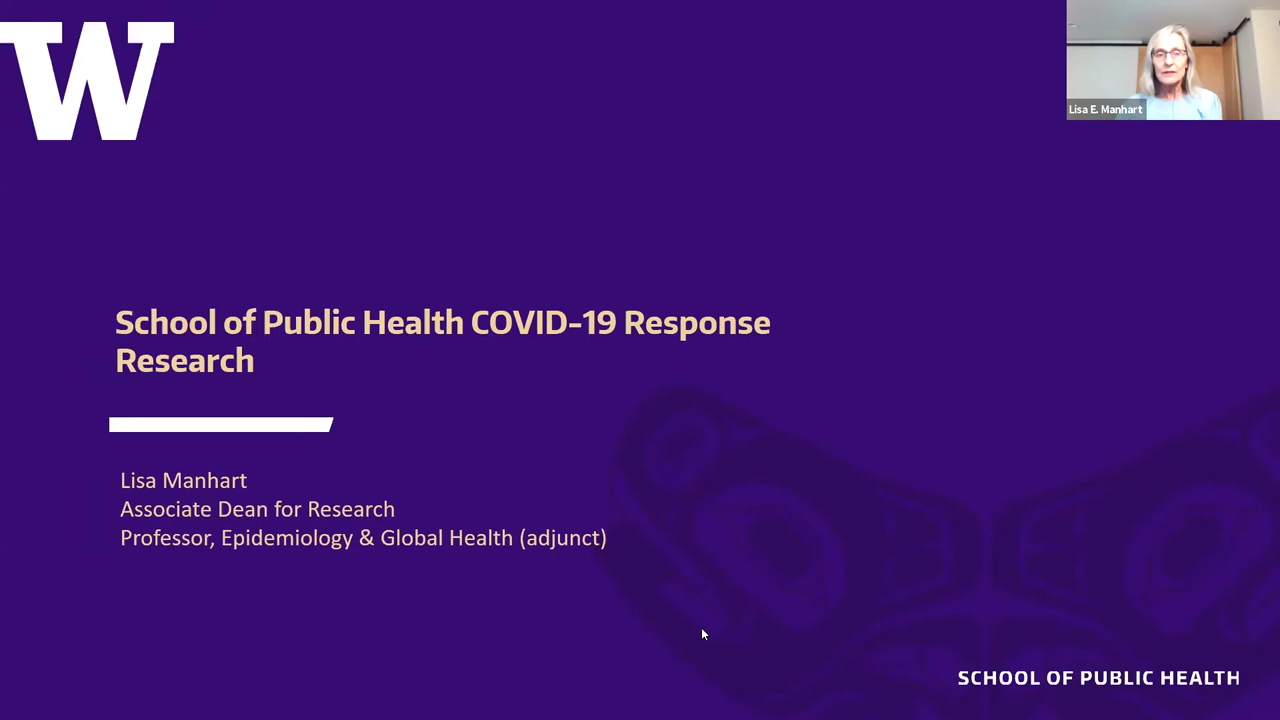 W
Lisa E. Manhart
School of Public Health COVID-19 Response
Research
Lisa Manhart
Associate Dean for Research
Professor, Epidemiology & Global Health (adjunct)
SCHOOL OF PUBLIC HEALTH